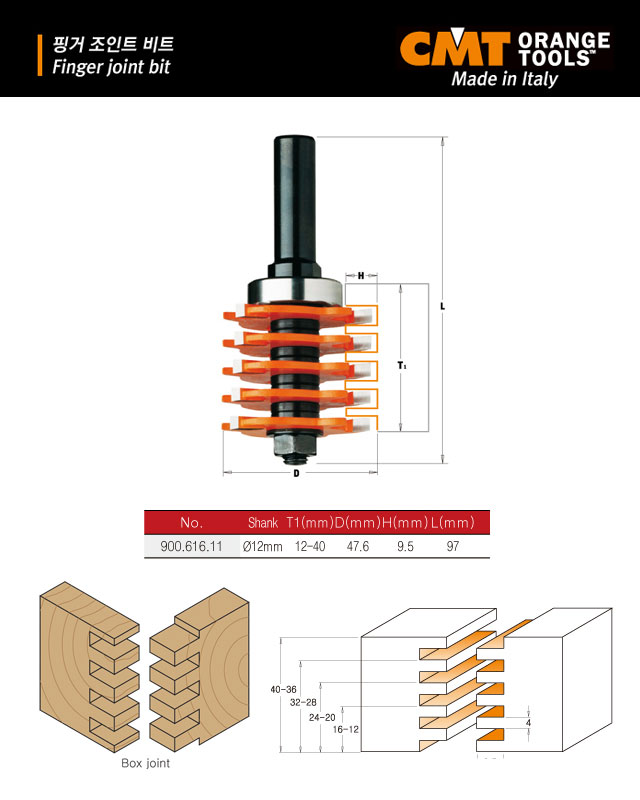 핑거 조인트 비트
Finger joint bit
CMT ORANGE TOOLS™
Made in Italy
H
L
T1
D
No. Shank T1(mm) D(mm) H(mm) L(mm)
900.616.11 Ø12mm 12-40 47.6 9.5 97
40-36
32-28
24-20
16-12
4
Box joint